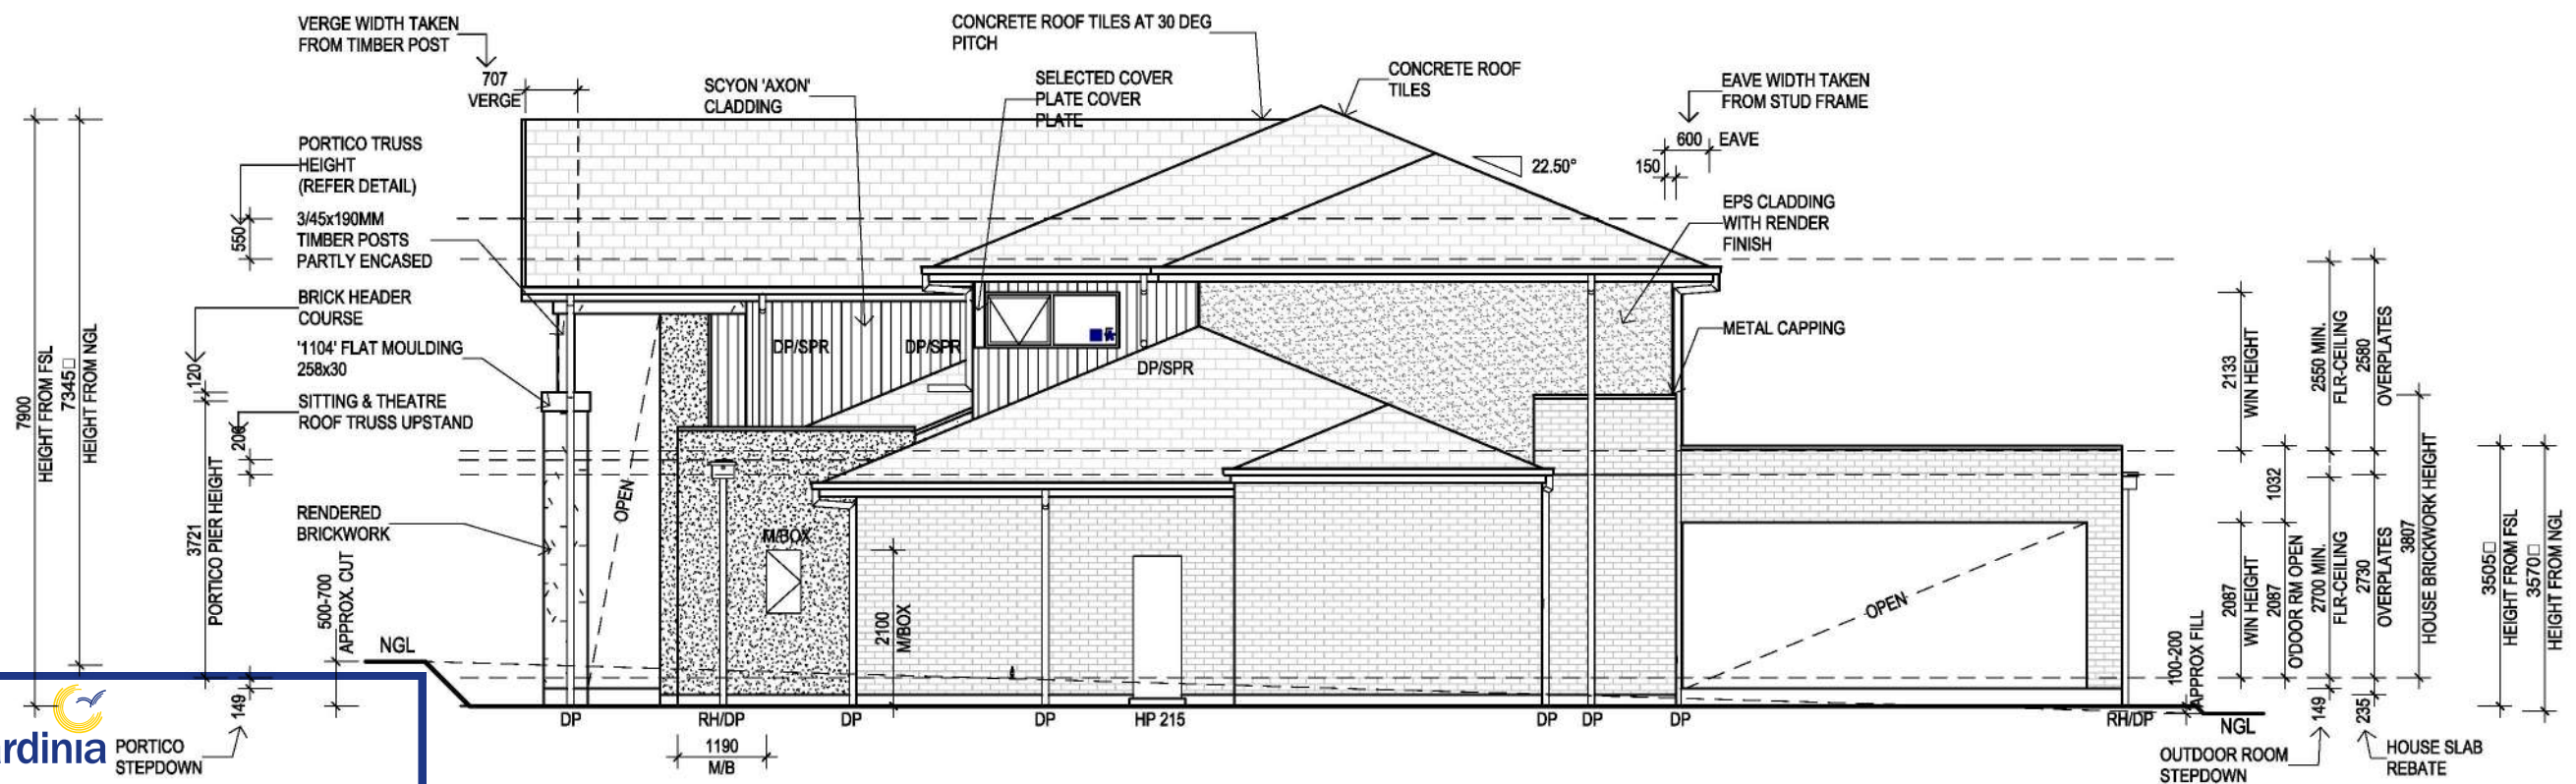 VERGE WIDTH TAKEN
FROM TIMBER POST
707
VERGE
SCYON 'AXON'
CLADDING
CONCRETE ROOF TILES AT 30 DEG
PITCH
SELECTED COVER
PLATE COVER
PLATE
CONCRETE ROOF
TILES
EAVE WIDTH TAKEN
FROM STUD FRAME
600 EAVE
150
22.50°
PORTICO TRUSS
HEIGHT
(REFER DETAIL)
550
3/45x190MM
TIMBER POSTS
PARTLY ENCASED
EPS CLADDING
WITH RENDER
FINISH
BRICK HEADER
COURSE
'1104' FLAT MOULDING
258x30
SITTING & THEATRE
ROOF TRUSS UPSTAND
METAL CAPPING
RENDERED
BRICKWORK
7900
HEIGHT FROM FSL
7345□
HEIGHT FROM NGL
120
200
3721
PORTICO PIER HEIGHT
500-700
APPROX. CUT
NGL
149
PORTICO
STEPDOWN
ardinia
OPEN
DP/SPR
DP/SPR
DP/SPR
M/BOX
2100
M/BOX
OPEN
DP
RH/DP
DP
DP
HP 215
DP
DP
DP
RH/DP
1190
M/B
2133
WIN HEIGHT
2550 MIN.
FLR-CEILING
2580
OVERPLATES
1032
2087
WIN HEIGHT
2087
O'DOOR RM OPEN
2700 MIN.
FLR-CEILING
2730
OVERPLATES
3807
HOUSE BRICKWORK HEIGHT
3505□
HEIGHT FROM FSL
3570□
HEIGHT FROM NGL
100-200
APPROX FILL
NGL
149
235
OUTDOOR ROOM
STEPDOWN
HOUSE SLAB
REBATE